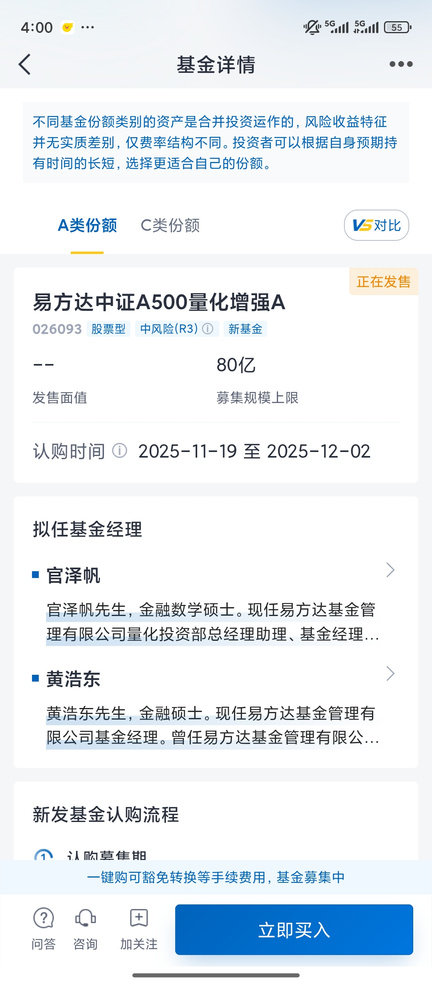 4:00 ··· 5G 5G 55
基金详情
不同基金份额类别的资产是合并投资运作的，风险收益特征
并无实质差别，仅费率结构不同。投资者可以根据自身预期持
有时间的长短，选择更适合自己的份额。
A类份额 C类份额 VS对比
正在发售
易方达中证A500量化增强A
026093 股票型 中风险(R3) 新基金
-- 80亿
发售面值 募集规模上限
认购时间 2025-11-19 至 2025-12-02
拟任基金经理
官泽帆
官泽帆先生，金融数学硕士。现任易方达基金管
理有限公司量化投资部总经理助理、基金经理...
黄浩东
黄浩东先生，金融硕士。现任易方达基金管理有
限公司基金经理。曾任易方达基金管理有限公...
新发基金认购流程
1 认购募集期
一键购可豁免转换等手续费用，基金募集中
问答 咨询 加关注 立即买入